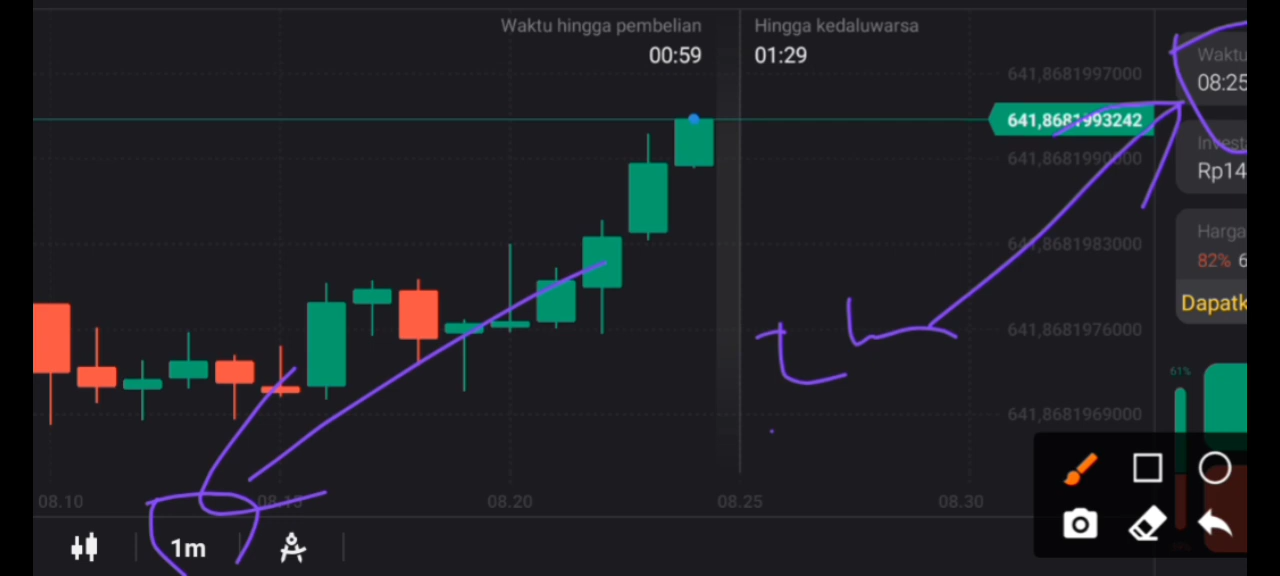 Waktu hingga pembelian
00:59
Hingga kedaluwarsa
01:29
641,8681997000
641,8681993242
641,8681990000
641,8681983000
641,8681976000
641,8681969000
Waktu
08:25
Invest
Rp14
Harga
82% 6
Dapatk
61%
08.10 08.15 08.20 08.25 08.30
1m